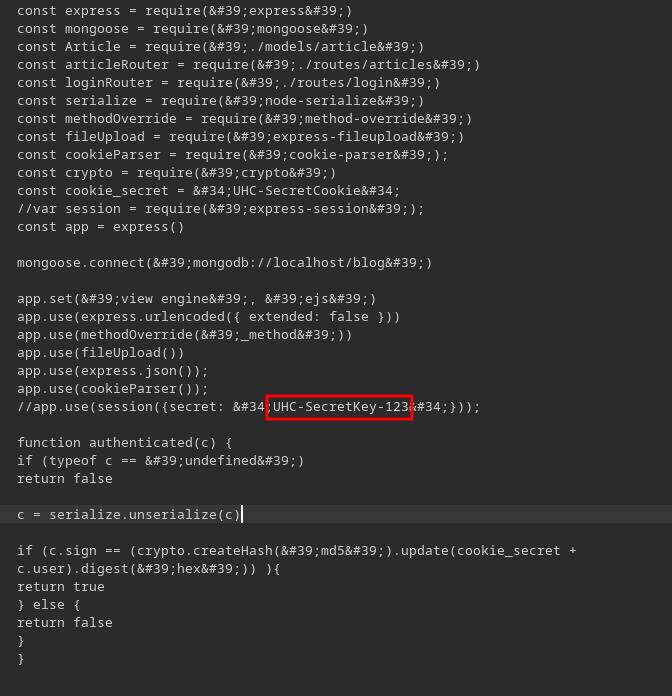 const express = require(&#39;express&#39;)
const mongoose = require(&#39;mongoose&#39;)
const Article = require(&#39;./models/article&#39;)
const articleRouter = require(&#39;./routes/articles&#39;)
const loginRouter = require(&#39;./routes/login&#39;)
const serialize = require(&#39;node-serialize&#39;)
const methodOverride = require(&#39;method-override&#39;)
const fileUpload = require(&#39;express-fileupload&#39;)
const cookieParser = require(&#39;cookie-parser&#39;);
const crypto = require(&#39;crypto&#39;)
const cookie_secret = &#34;UHC-SecretCookie&#34;
//var session = require(&#39;express-session&#39;);
const app = express()
mongoose.connect(&#39;mongodb://localhost/blog&#39;)
app.set(&#39;view engine&#39;, &#39;ejs&#39;)
app.use(express.urlencoded({ extended: false }))
app.use(methodOverride(&#39;_method&#39;))
app.use(fileUpload())
app.use(express.json());
app.use(cookieParser());
//app.use(session({secret: &#34;UHC-SecretKey-123&#34;}));
function authenticated(c) {
if (typeof c == &#39;undefined&#39;)
return false
c = serialize.unserialize(c)
if (c.sign == (crypto.createHash(&#39;md5&#39;).update(cookie_secret +
c.user).digest(&#39;hex&#39;)) ){
return true
} else {
return false
}
}